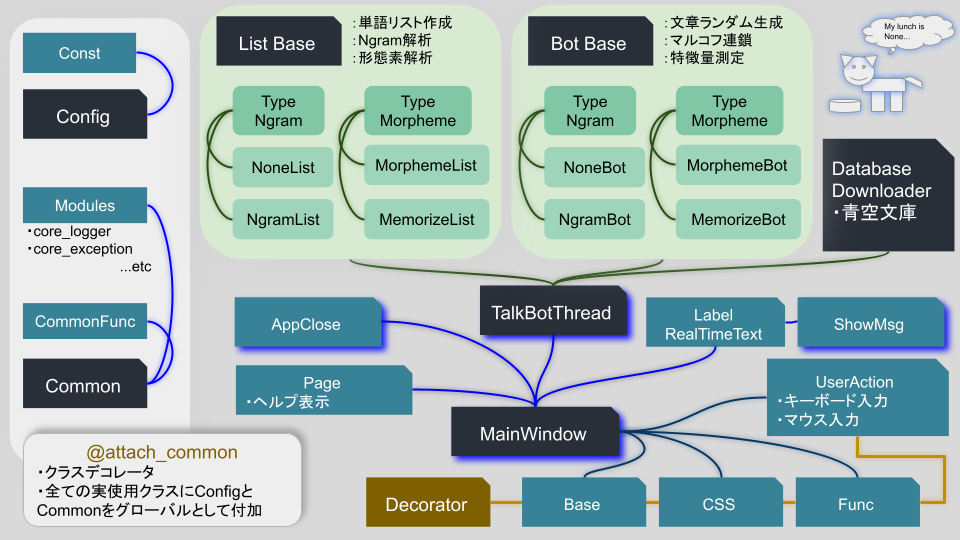 Const
Config
Modules
・core_logger
・core_exception
...etc
CommonFunc
Common
@attach_common
・クラスデコレータ
・全ての実使用クラスにConfigと
Commonをグローバルとして付加
List Base
：単語リスト作成
：Ngram解析
：形態素解析
Type
Ngram
Type
Morpheme
NoneList
MorphemeList
NgramList
MemorizeList
Bot Base
：文章ランダム生成
：マルコフ連鎖
：特徴量測定
Type
Ngram
Type
Morpheme
NoneBot
MorphemeBot
NgramBot
MemorizeBot
My lunch is
None...
Database
Downloader
・青空文庫
AppClose
TalkBotThread
Label
RealTimeText
ShowMsg
Page
・ヘルプ表示
MainWindow
UserAction
・キーボード入力
・マウス入力
Decorator
Base
CSS
Func